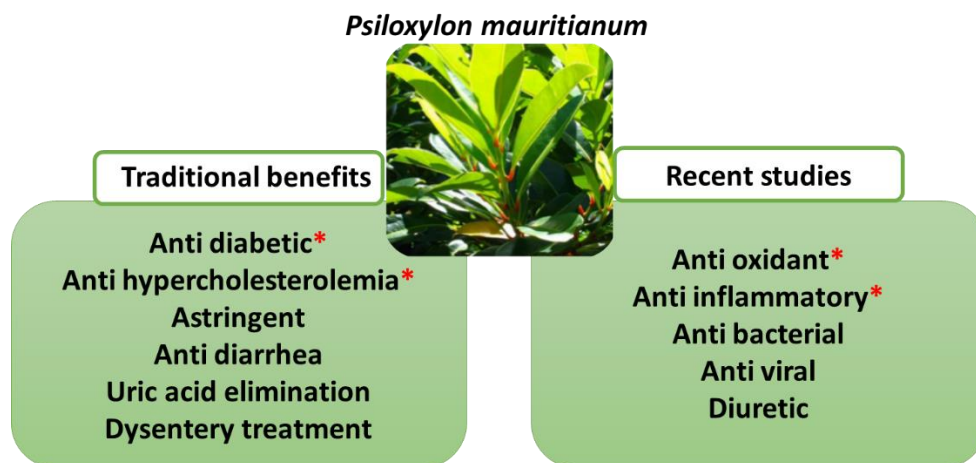 Psiloxylon mauritianum
Traditional benefits
Anti diabetic*
Anti hypercholesterolemia*
Astringent
Anti diarrhea
Uric acid elimination
Dysentery treatment
Recent studies
Anti oxidant*
Anti inflammatory*
Anti bacterial
Anti viral
Diuretic